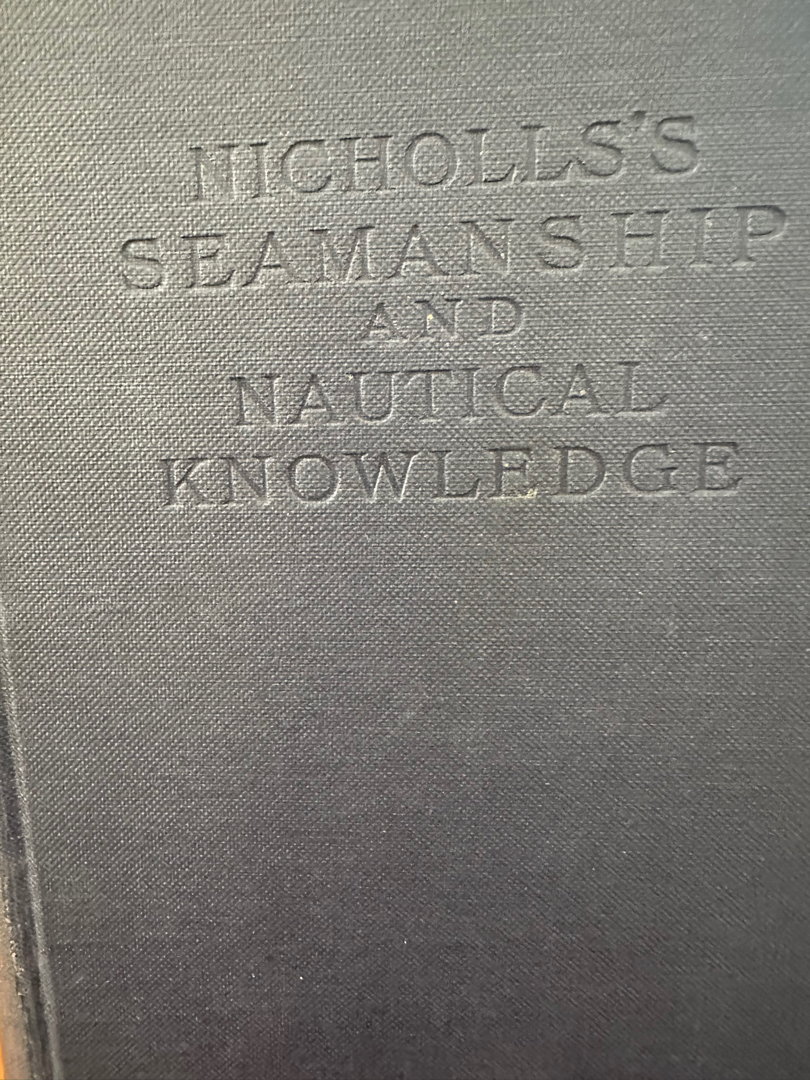 NICHOLLS'S
SEAMANSHIP
AND
NAUTICAL
KNOWLEDGE